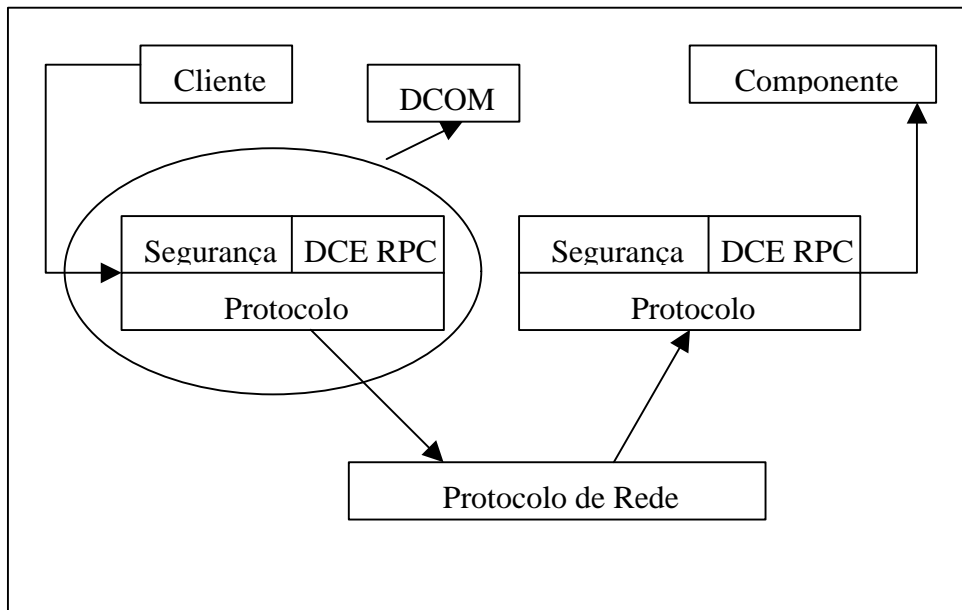 Cliente
DCOM
Componente
Segurança
DCE RPC
Protocolo
Segurança
DCE RPC
Protocolo
Protocolo de Rede